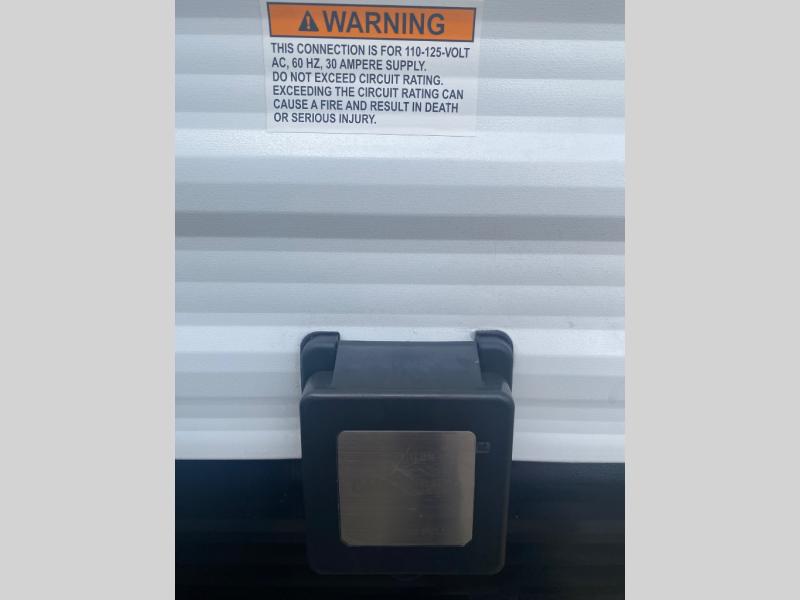 WARNING
THIS CONNECTION IS FOR 110-125-VOLT
AC, 60 HZ, 30 AMPERE SUPPLY.
DO NOT EXCEED CIRCUIT RATING.
EXCEEDING THE CIRCUIT RATING CAN
CAUSE A FIRE AND RESULT IN DEATH
OR SERIOUS INJURY.